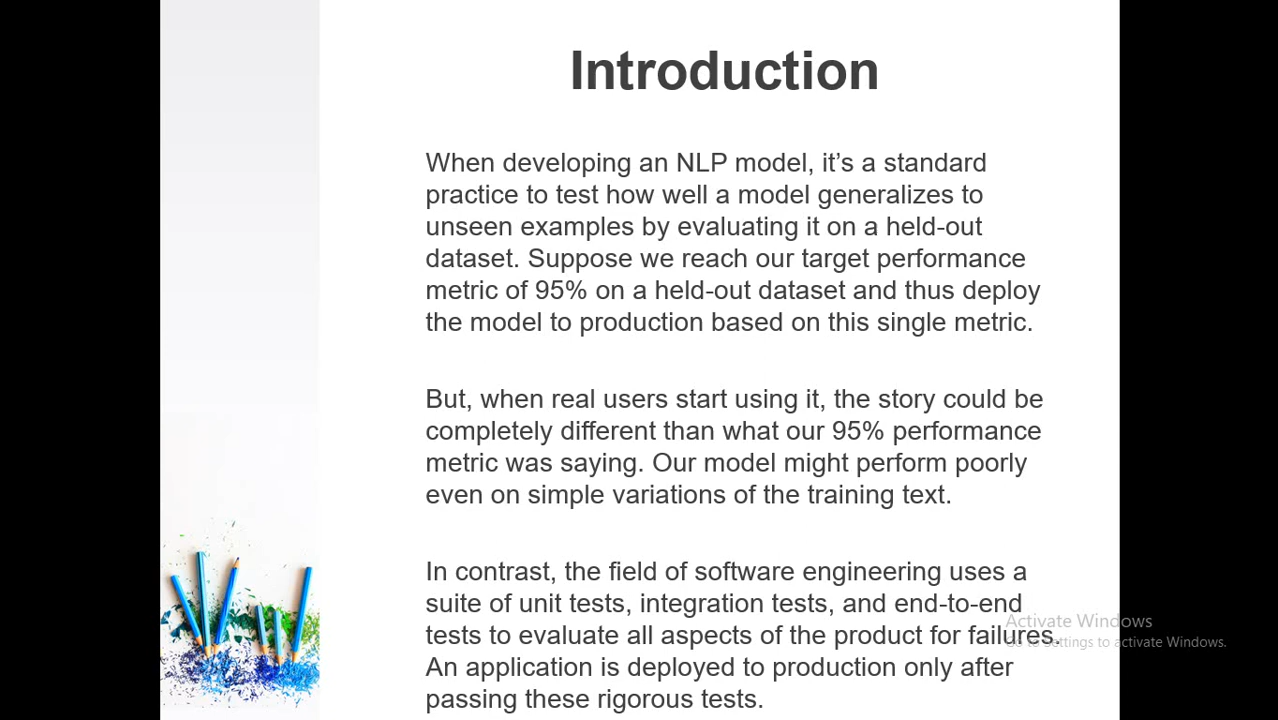 Introduction
When developing an NLP model, it’s a standard
practice to test how well a model generalizes to
unseen examples by evaluating it on a held-out
dataset. Suppose we reach our target performance
metric of 95% on a held-out dataset and thus deploy
the model to production based on this single metric.
But, when real users start using it, the story could be
completely different than what our 95% performance
metric was saying. Our model might perform poorly
even on simple variations of the training text.
In contrast, the field of software engineering uses a
suite of unit tests, integration tests, and end-to-end
tests to evaluate all aspects of the product for failures.
An application is deployed to production only after
passing these rigorous tests.
Activate Windows
Go to Settings to activate Windows.